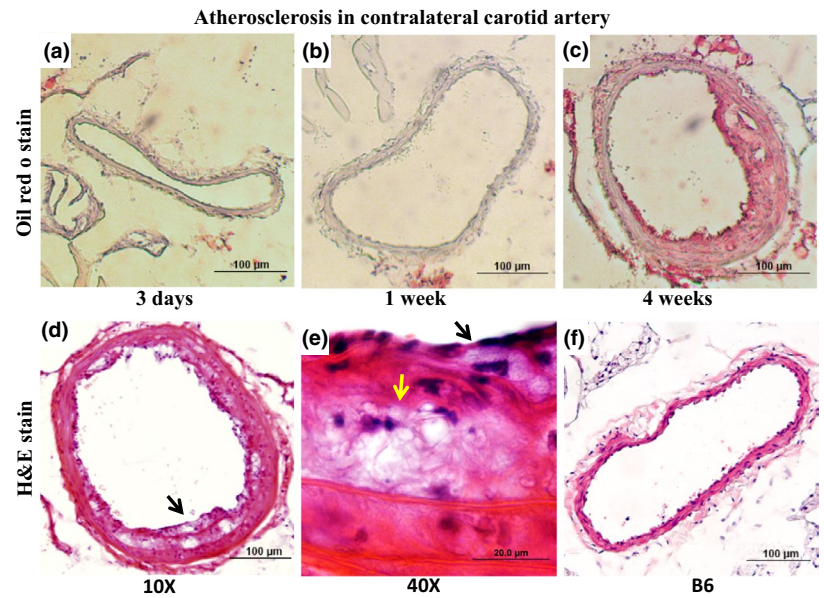 Atherosclerosis in contralateral carotid artery
Oil red o stain
(a)
(b)
(c)
100 µm
100 µm
100 µm
3 days
1 week
4 weeks
H&E stain
(d)
(e)
(f)
100 µm
20.0 µm
100 µm
10X
40X
B6